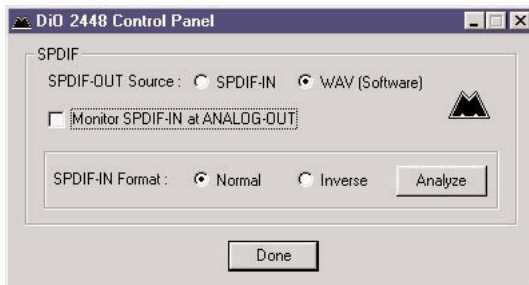 DiO 2448 Control Panel
SPDIF
SPDIF-OUT Source : SPDIF-IN WAV (Software)
Monitor SPDIF-IN at ANALOG-OUT
SPDIF-IN Format : Normal Inverse Analyze
Done